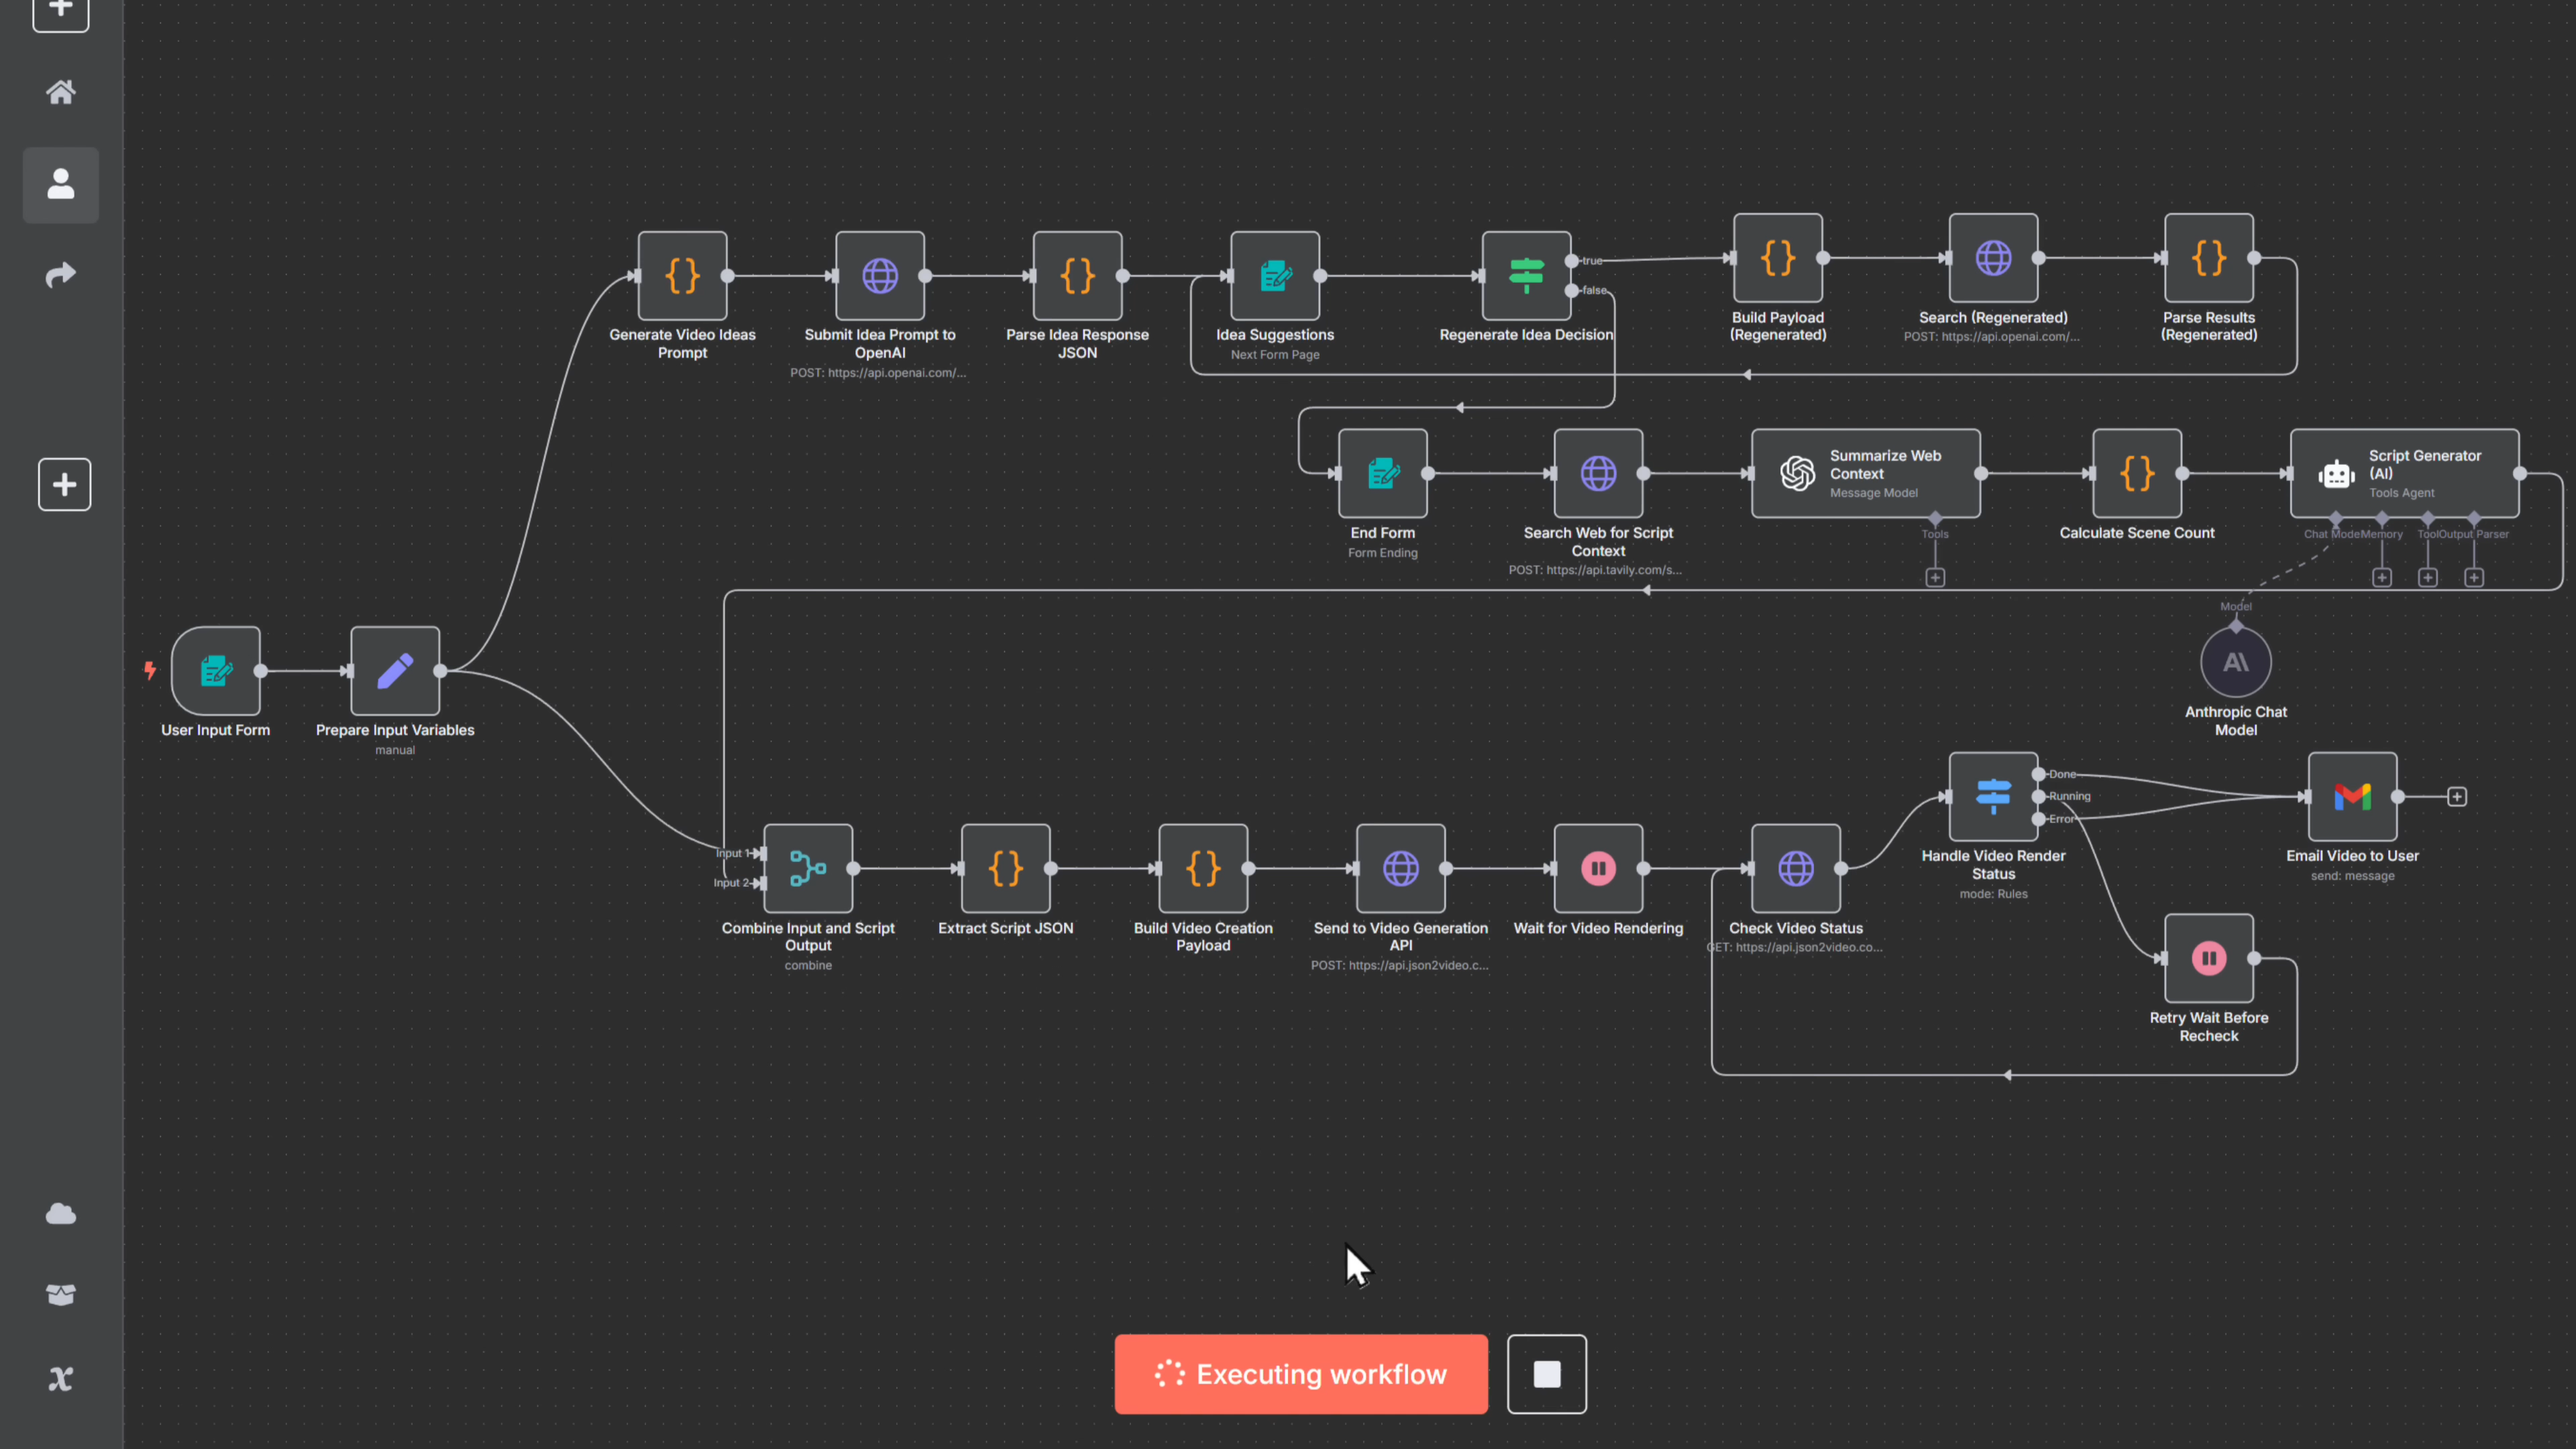 Generate Video Ideas
Prompt
Submit Idea Prompt to
OpenAI
POST: https://api.openai.com/...
Parse Idea Response
JSON
Idea Suggestions
Next Form Page
Regenerate Idea Decision
true
false
Build Payload
(Regenerated)
Search (Regenerated)
POST: https://api.openai.com/...
Parse Results
(Regenerated)
End Form
Form Ending
Search Web for Script
Context
POST: https://api.tavily.com/s...
Summarize Web
Context
Message Model
Tools
Calculate Scene Count
Script Generator
(AI)
Tools Agent
Chat Mode
Memory
Tool
Output Parser
Model
Anthropic Chat
Model
User Input Form
Prepare Input Variables
manual
Input 1
Input 2
Combine Input and Script
Output
combine
Extract Script JSON
Build Video Creation
Payload
Send to Video Generation
API
POST: https://api.json2video.c...
Wait for Video Rendering
Check Video Status
GET: https://api.json2video.co...
Handle Video Render
Status
mode: Rules
Done
Running
Error
Email Video to User
send: message
Retry Wait Before
Recheck
Executing workflow